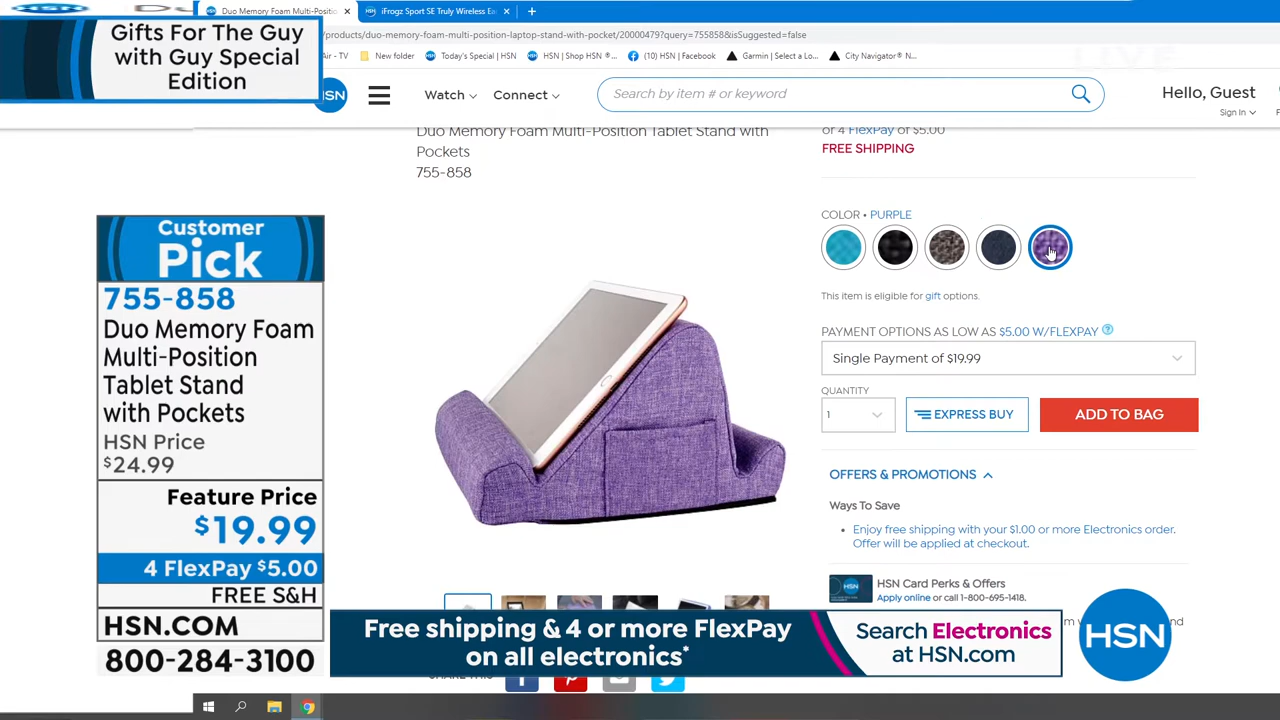 Duo Memory Foam Multi-Positio
iFrogz Sport SE Truly Wireless Ea
Gifts For The Guy
with Guy Special
Edition
/products/duo-memory-foam-multi-position-laptop-stand-with-pocket/20000479?query=755858&isSuggested=false
Air - TV
New folder
Today's Special | HSN
HSN | Shop HSN ®...
(10) HSN | Facebook
Garmin | Select a Lo...
City Navigator® N...
LIVE
HSN
Watch
Connect
Search by item # or keyword
Hello, Guest
Sign In
Duo Memory Foam Multi-Position Tablet Stand with
Pockets
755-858
or 4 FlexPay of $5.00
FREE SHIPPING
COLOR • PURPLE
This item is eligible for gift options.
PAYMENT OPTIONS AS LOW AS $5.00 W/FLEXPAY ?
Single Payment of $19.99
QUANTITY
1
EXPRESS BUY
ADD TO BAG
OFFERS & PROMOTIONS
Ways To Save
• Enjoy free shipping with your $1.00 or more Electronics order.
Offer will be applied at checkout.
HSN Card Perks & Offers
Apply online or call 1-800-695-1418.
Customer
Pick
755-858
Duo Memory Foam
Multi-Position
Tablet Stand
with Pockets
HSN Price
$24.99
Feature Price
$19.99
4 FlexPay $5.00
FREE S&H
HSN.COM
800-284-3100
Free shipping & 4 or more FlexPay
on all electronics*
Search Electronics
at HSN.com
HSN